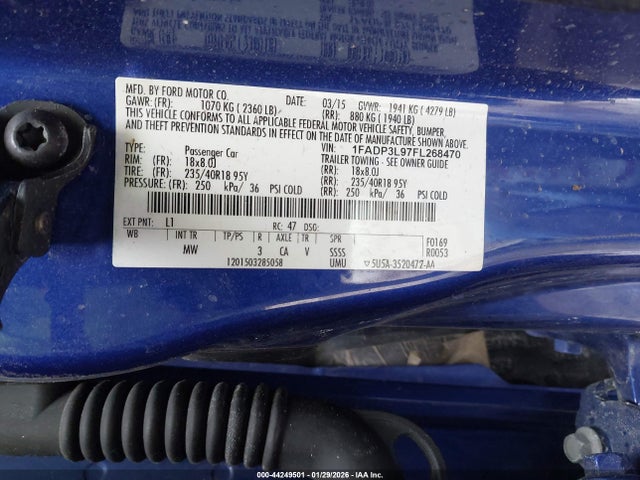 MFD. BY FORD MOTOR CO.
DATE: 03/15 GVWR: 1941 KG ( 4279 LB)
GAWR: (FR): 1070 KG ( 2360 LB) (RR): 880 KG ( 1940 LB)
THIS VEHICLE CONFORMS TO ALL APPLICABLE FEDERAL MOTOR VEHICLE SAFETY, BUMPER,
AND THEFT PREVENTION STANDARDS IN EFFECT ON THE DATE OF MANUFACTURE SHOWN ABOVE.
VIN: 1FADP3L97FL268470
TYPE: Passenger Car TRAILER TOWING - SEE OWNER GUIDE
RIM: (FR) 18x8.0J (RR) 18x8.0J
TIRE: (FR) 235/40R18 95Y (RR) 235/40R18 95Y
PRESSURE: (FR) 250 kPa/ 36 PSI COLD (RR) 250 kPa/ 36 PSI COLD
EXT PNT: L1 RC: 47 DSO: F0169
WB INT TR TP/PS R AXLE TR SPR R0053
MW 3 CA V SSSS
1201503285058 UMU 5U5A-3520472-AA
000-44249501 - 01/29/2026 - IAA Inc.